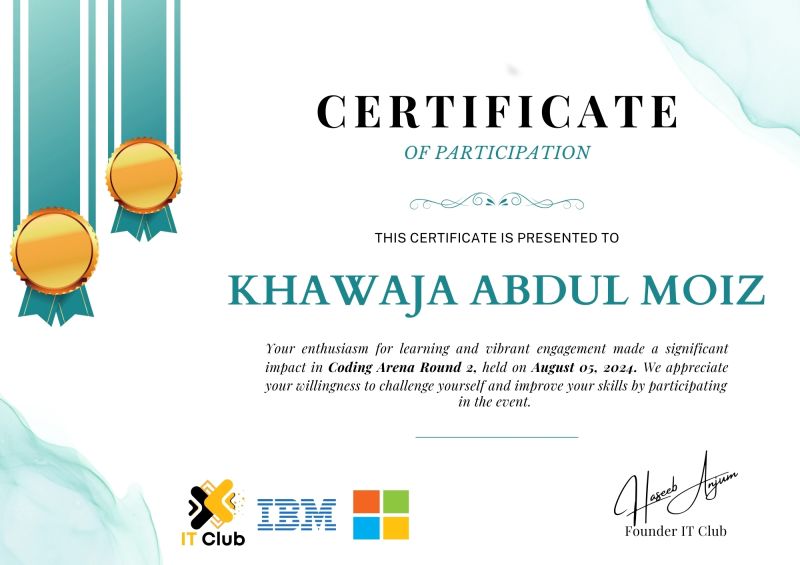 CERTIFICATE
OF PARTICIPATION
THIS CERTIFICATE IS PRESENTED TO
KHAWAJA ABDUL MOIZ
Your enthusiasm for learning and vibrant engagement made a significant
impact in Coding Arena Round 2, held on August 05, 2024. We appreciate
your willingness to challenge yourself and improve your skills by participating
in the event.
Haseeb Anjum
Founder IT Club
IT Club
IBM